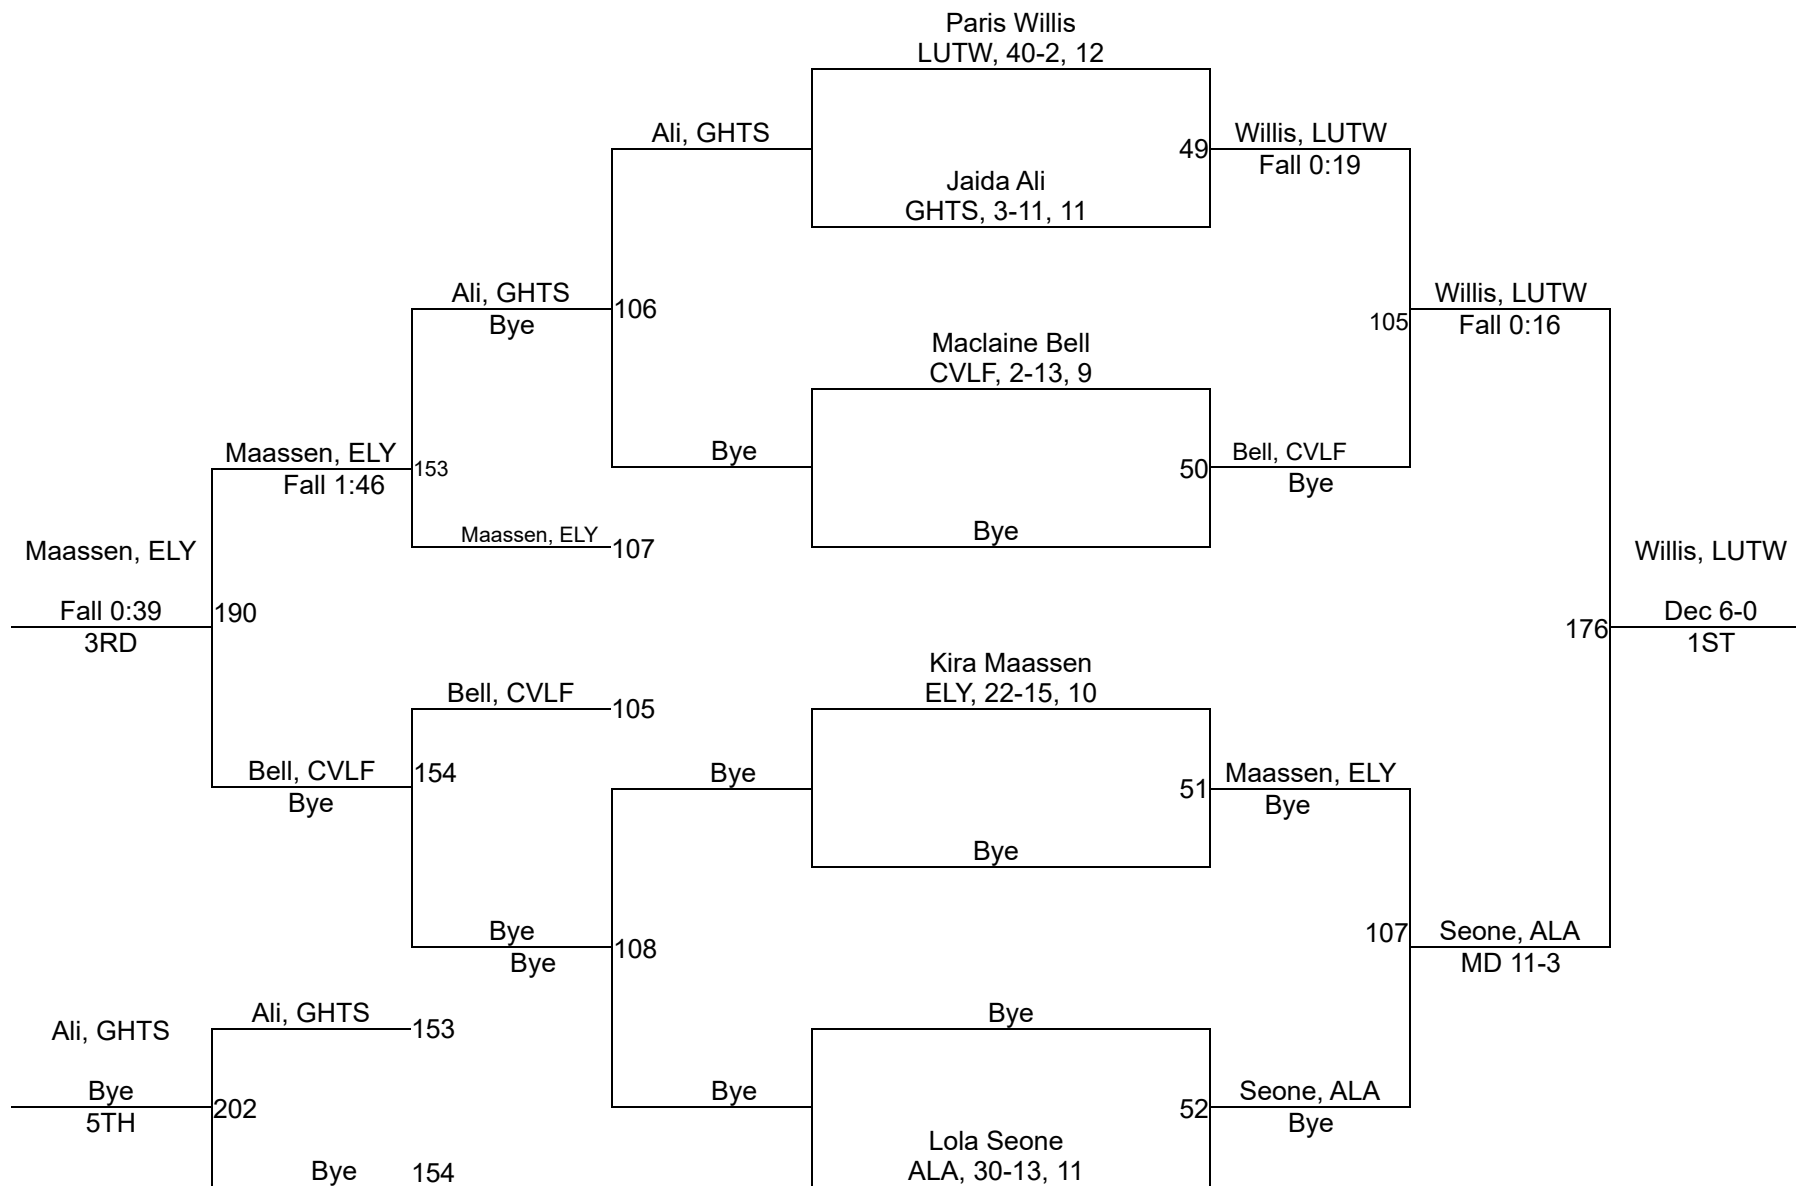 Paris Willis
LUTW, 40-2, 12
Ali, GHTS
49
Willis, LUTW
Fall 0:19
Jaida Ali
GHTS, 3-11, 11
Ali, GHTS
Bye
106
105
Willis, LUTW
Fall 0:16
Maclaine Bell
CVLF, 2-13, 9
Maassen, ELY
Fall 1:46
153
Bye
50
Bell, CVLF
Bye
Maassen, ELY
107
Bye
Maassen, ELY
Fall 0:39
3RD
190
Willis, LUTW
Dec 6-0
1ST
176
Kira Maassen
ELY, 22-15, 10
Bell, CVLF
105
Bell, CVLF
Bye
154
Bye
51
Maassen, ELY
Bye
Bye
Bye
Bye
108
107
Seone, ALA
MD 11-3
Ali, GHTS
Bye
5TH
Ali, GHTS
153
Bye
202
Bye
52
Seone, ALA
Bye
Lola Seone
ALA, 30-13, 11
Bye
154